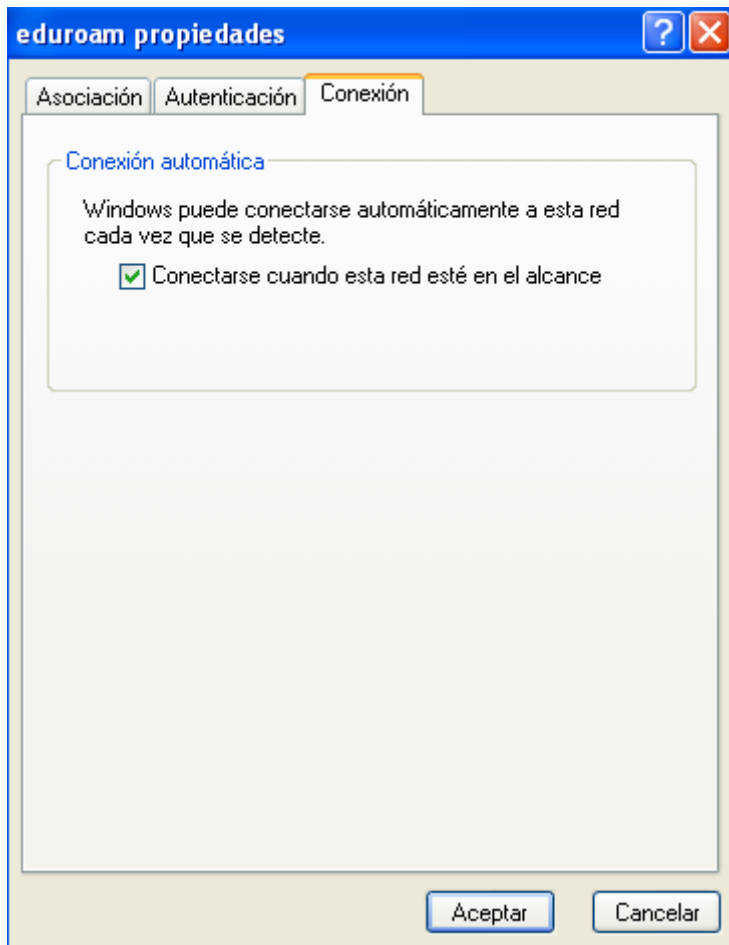 eduroam propiedades
Asociación Autenticación Conexión
Conexión automática
Windows puede conectarse automáticamente a esta red
cada vez que se detecte.
Conectarse cuando esta red esté en el alcance
Aceptar Cancelar